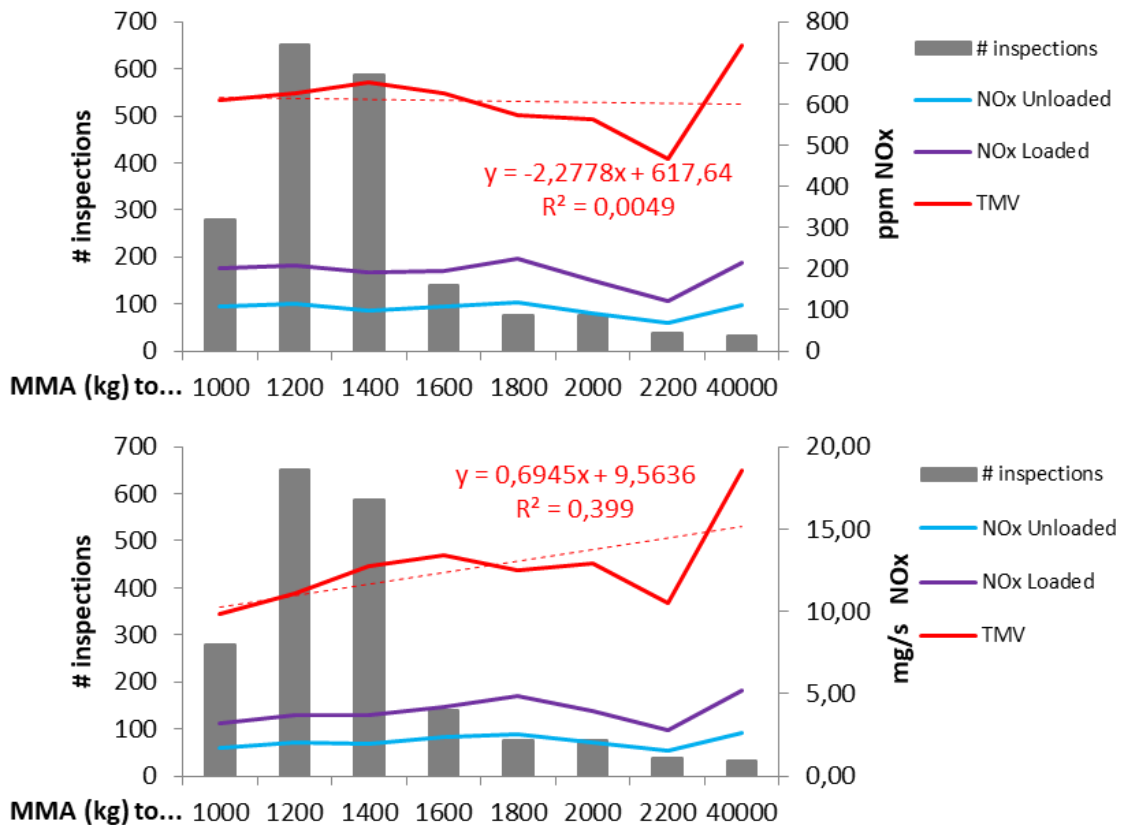 700
600
500
400
300
200
100
0
# inspections
800
700
600
500
400
300
200
100
0
ppm NOx
y = -2,2778x + 617,64
R² = 0,0049
# inspections
NOx Unloaded
NOx Loaded
TMV
MMA (kg) to... 1000 1200 1400 1600 1800 2000 2200 40000
700
600
500
400
300
200
100
0
# inspections
20,00
15,00
10,00
5,00
0,00
mg/s NOx
y = 0,6945x + 9,5636
R² = 0,399
# inspections
NOx Unloaded
NOx Loaded
TMV
MMA (kg) to... 1000 1200 1400 1600 1800 2000 2200 40000